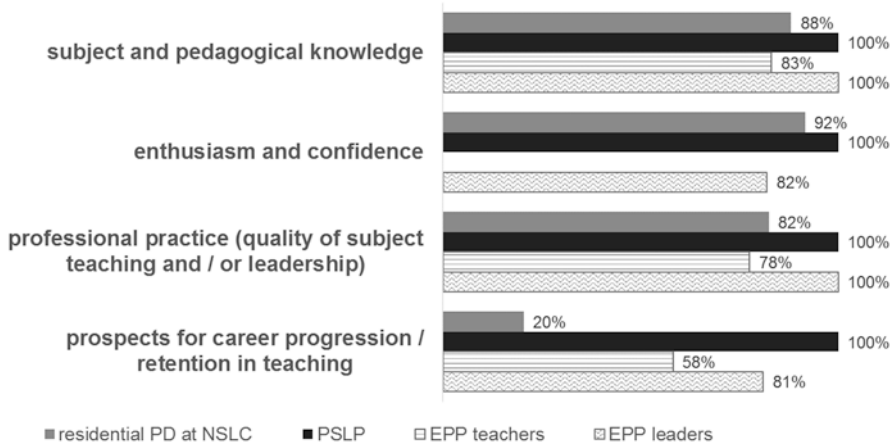 88%
subject and pedagogical knowledge
100%
83%
100%
92%
enthusiasm and confidence
100%
82%
82%
professional practice (quality of subject
100%
teaching and / or leadership)
78%
100%
20%
prospects for career progression /
100%
retention in teaching
58%
81%
residential PD at NSLC
PSLP
EPP teachers
EPP leaders